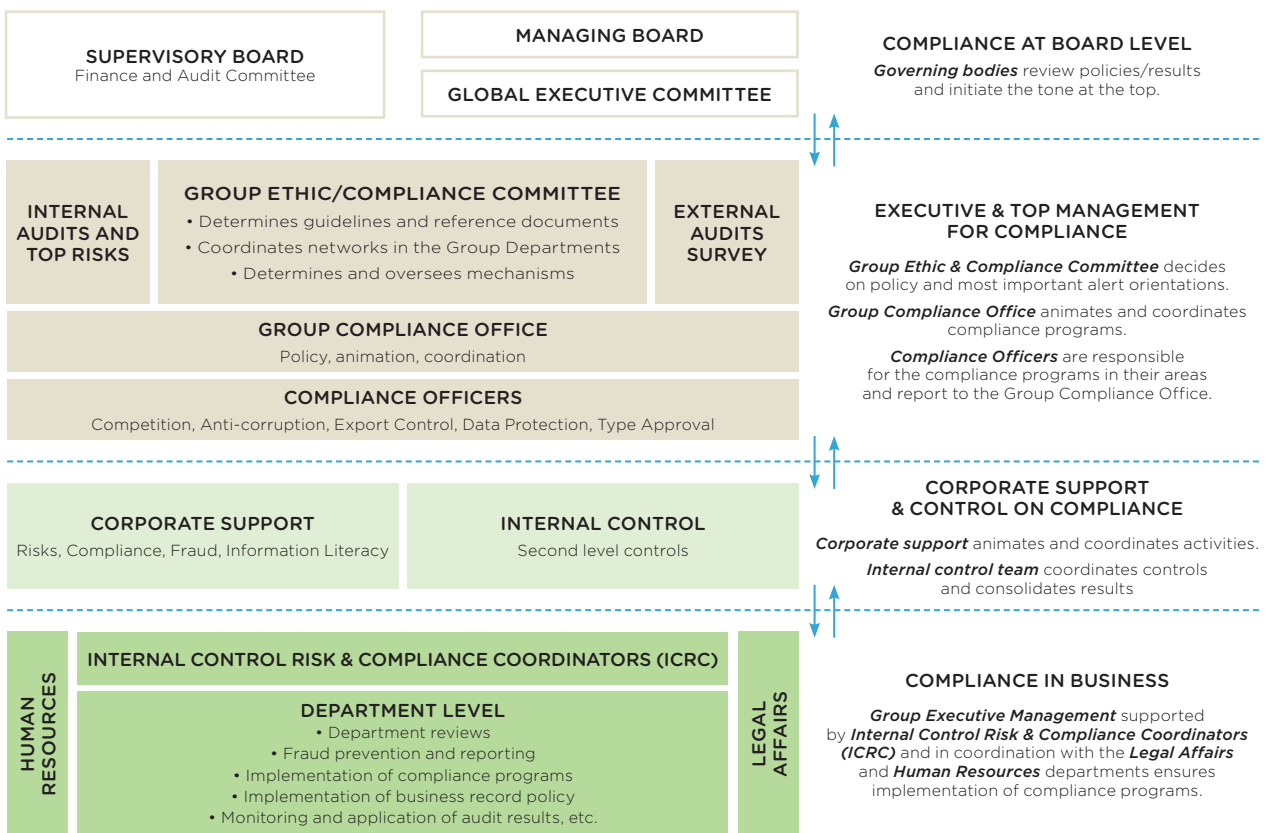 SUPERVISORY BOARD
Finance and Audit Committee
MANAGING BOARD
GLOBAL EXECUTIVE COMMITTEE
COMPLIANCE AT BOARD LEVEL
Governing bodies review policies/results
and initiate the tone at the top.
INTERNAL
AUDITS AND
TOP RISKS
GROUP ETHIC/COMPLIANCE COMMITTEE
• Determines guidelines and reference documents
• Coordinates networks in the Group Departments
• Determines and oversees mechanisms
EXTERNAL
AUDITS
SURVEY
GROUP COMPLIANCE OFFICE
Policy, animation, coordination
COMPLIANCE OFFICERS
Competition, Anti-corruption, Export Control, Data Protection, Type Approval
EXECUTIVE & TOP MANAGEMENT
FOR COMPLIANCE
Group Ethic & Compliance Committee decides
on policy and most important alert orientations.
Group Compliance Office animates and coordinates
compliance programs.
Compliance Officers are responsible
for the compliance programs in their areas
and report to the Group Compliance Office.
CORPORATE SUPPORT
Risks, Compliance, Fraud, Information Literacy
INTERNAL CONTROL
Second level controls
CORPORATE SUPPORT
& CONTROL ON COMPLIANCE
Corporate support animates and coordinates activities.
Internal control team coordinates controls
and consolidates results
HUMAN
RESOURCES
INTERNAL CONTROL RISK & COMPLIANCE COORDINATORS (ICRC)
DEPARTMENT LEVEL
• Department reviews
• Fraud prevention and reporting
• Implementation of compliance programs
• Implementation of business record policy
• Monitoring and application of audit results, etc.
LEGAL
AFFAIRS
COMPLIANCE IN BUSINESS
Group Executive Management supported
by Internal Control Risk & Compliance Coordinators
(ICRC) and in coordination with the Legal Affairs
and Human Resources departments ensures
implementation of compliance programs.